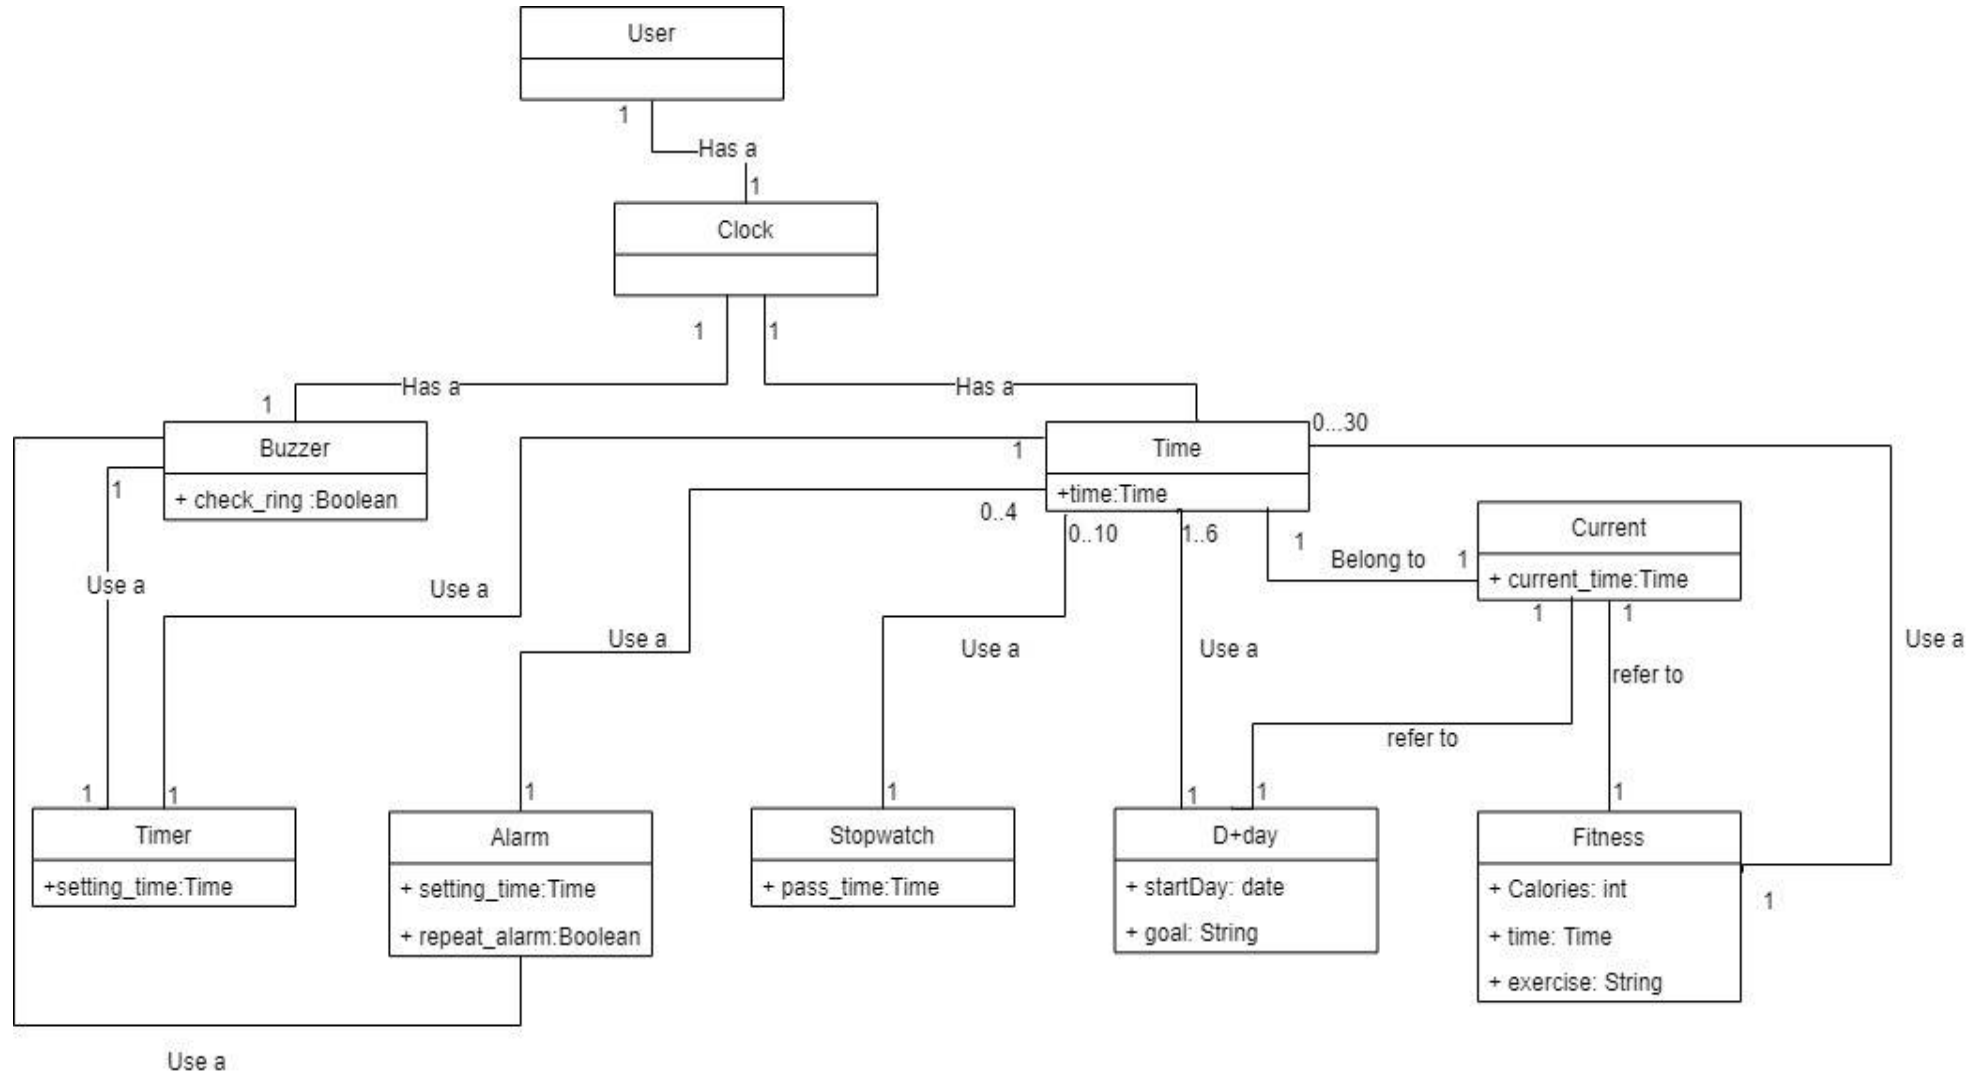 User
1
Has a
1
Clock
1
1
Has a
Has a
1
0...30
Buzzer
1
Time
+ check_ring :Boolean
1
+time:Time
0..4
0..10
1..6
1
Belong to
1
Current
+ current_time:Time
1
1
Use a
Use a
Use a
Use a
Use a
Use a
refer to
refer to
1
1
1
1
1
1
1
Timer
+setting_time:Time
Alarm
+ setting_time:Time
+ repeat_alarm:Boolean
Stopwatch
+ pass_time:Time
D+day
+ startDay: date
+ goal: String
Fitness
+ Calories: int
+ time: Time
+ exercise: String
1
Use a